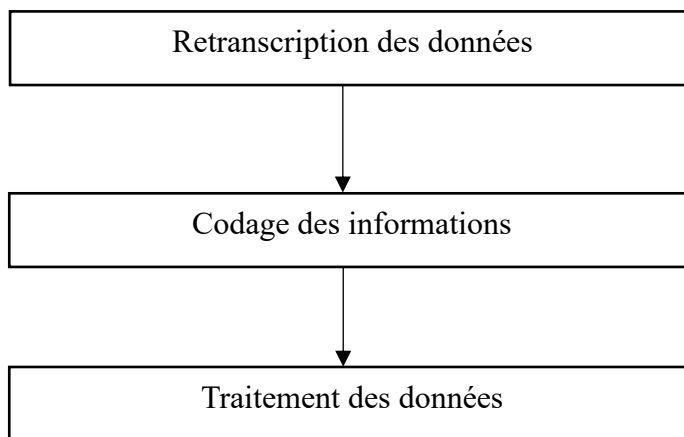 Retranscription des données
Codage des informations
Traitement des données